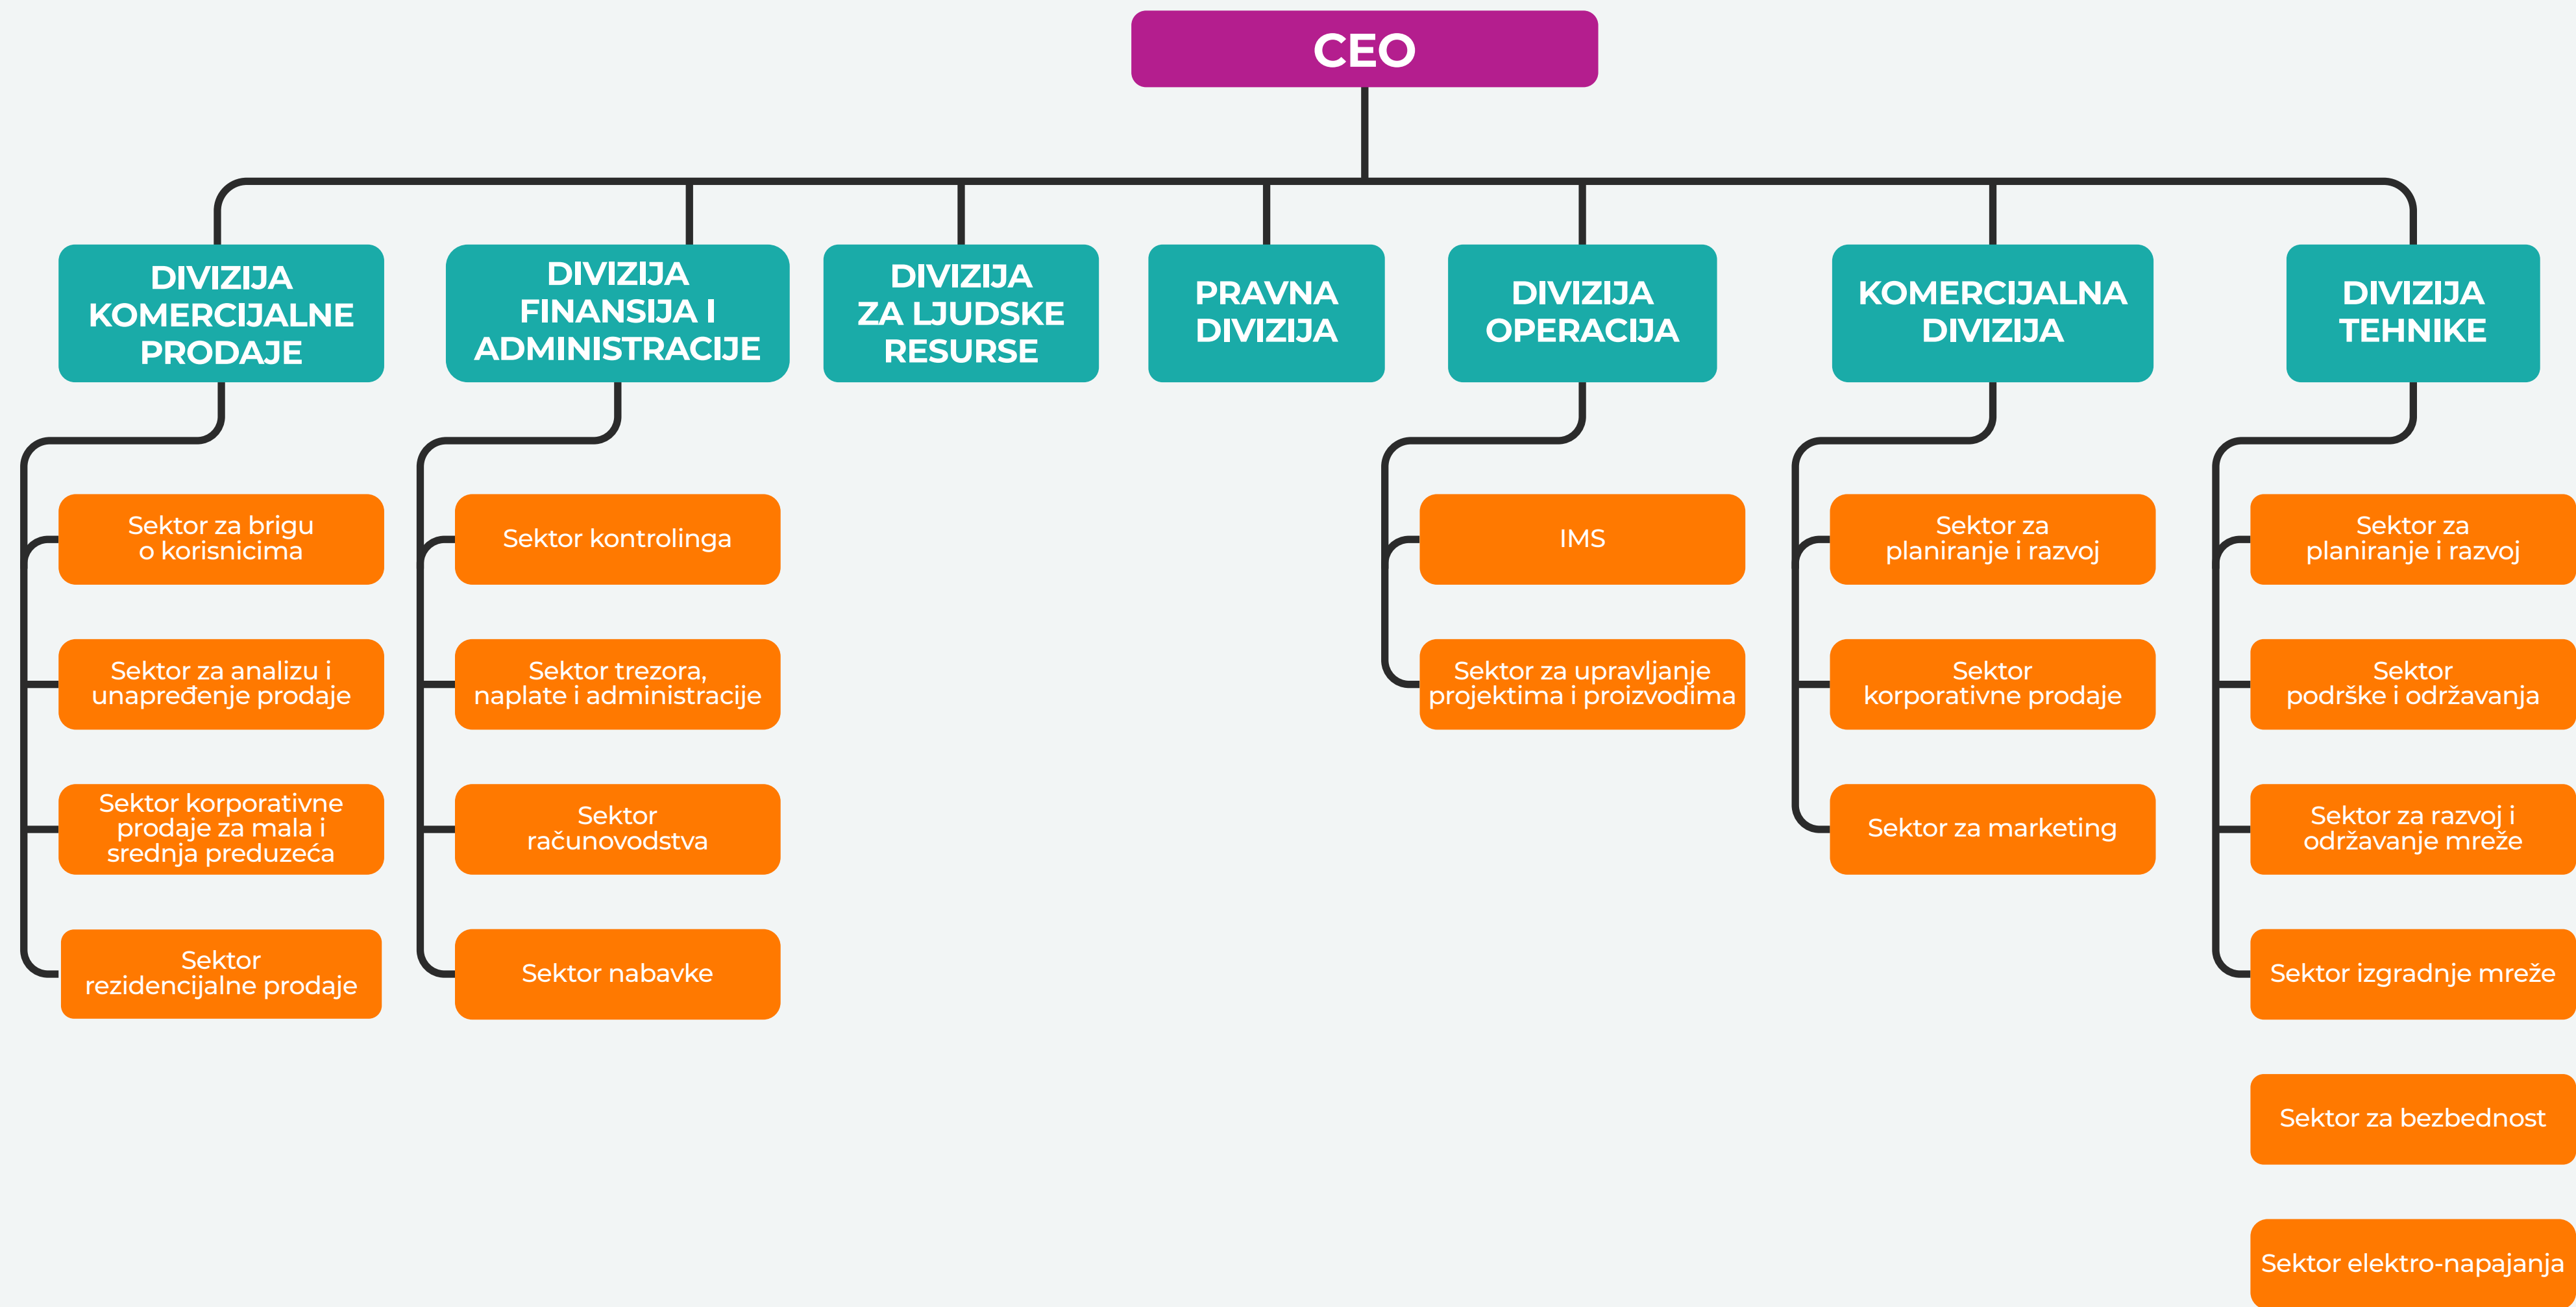 CEO
DIVIZIJA
KOMERCIJALNE
PRODAJE
DIVIZIJA
FINANSIJA I
ADMINISTRACIJE
DIVIZIJA
ZA LJUDSKE
RESURSE
PRAVNA
DIVIZIJA
DIVIZIJA
OPERACIJA
KOMERCIJALNA
DIVIZIJA
DIVIZIJA
TEHNIKE
Sektor za brigu
o korisnicima
Sektor za analizu i
unapređenje prodaje
Sektor korporativne
prodaje za mala i
srednja preduzeća
Sektor
rezidencijalne prodaje
Sektor kontrolinga
Sektor trezora,
naplate i administracije
Sektor
računovodstva
Sektor nabavke
IMS
Sektor za upravljanje
projektima i proizvodima
Sektor za
planiranje i razvoj
Sektor
korporativne prodaje
Sektor za marketing
Sektor za
planiranje i razvoj
Sektor
podrške i održavanja
Sektor za razvoj i
održavanje mreže
Sektor izgradnje mreže
Sektor za bezbednost
Sektor elektro-napajanja